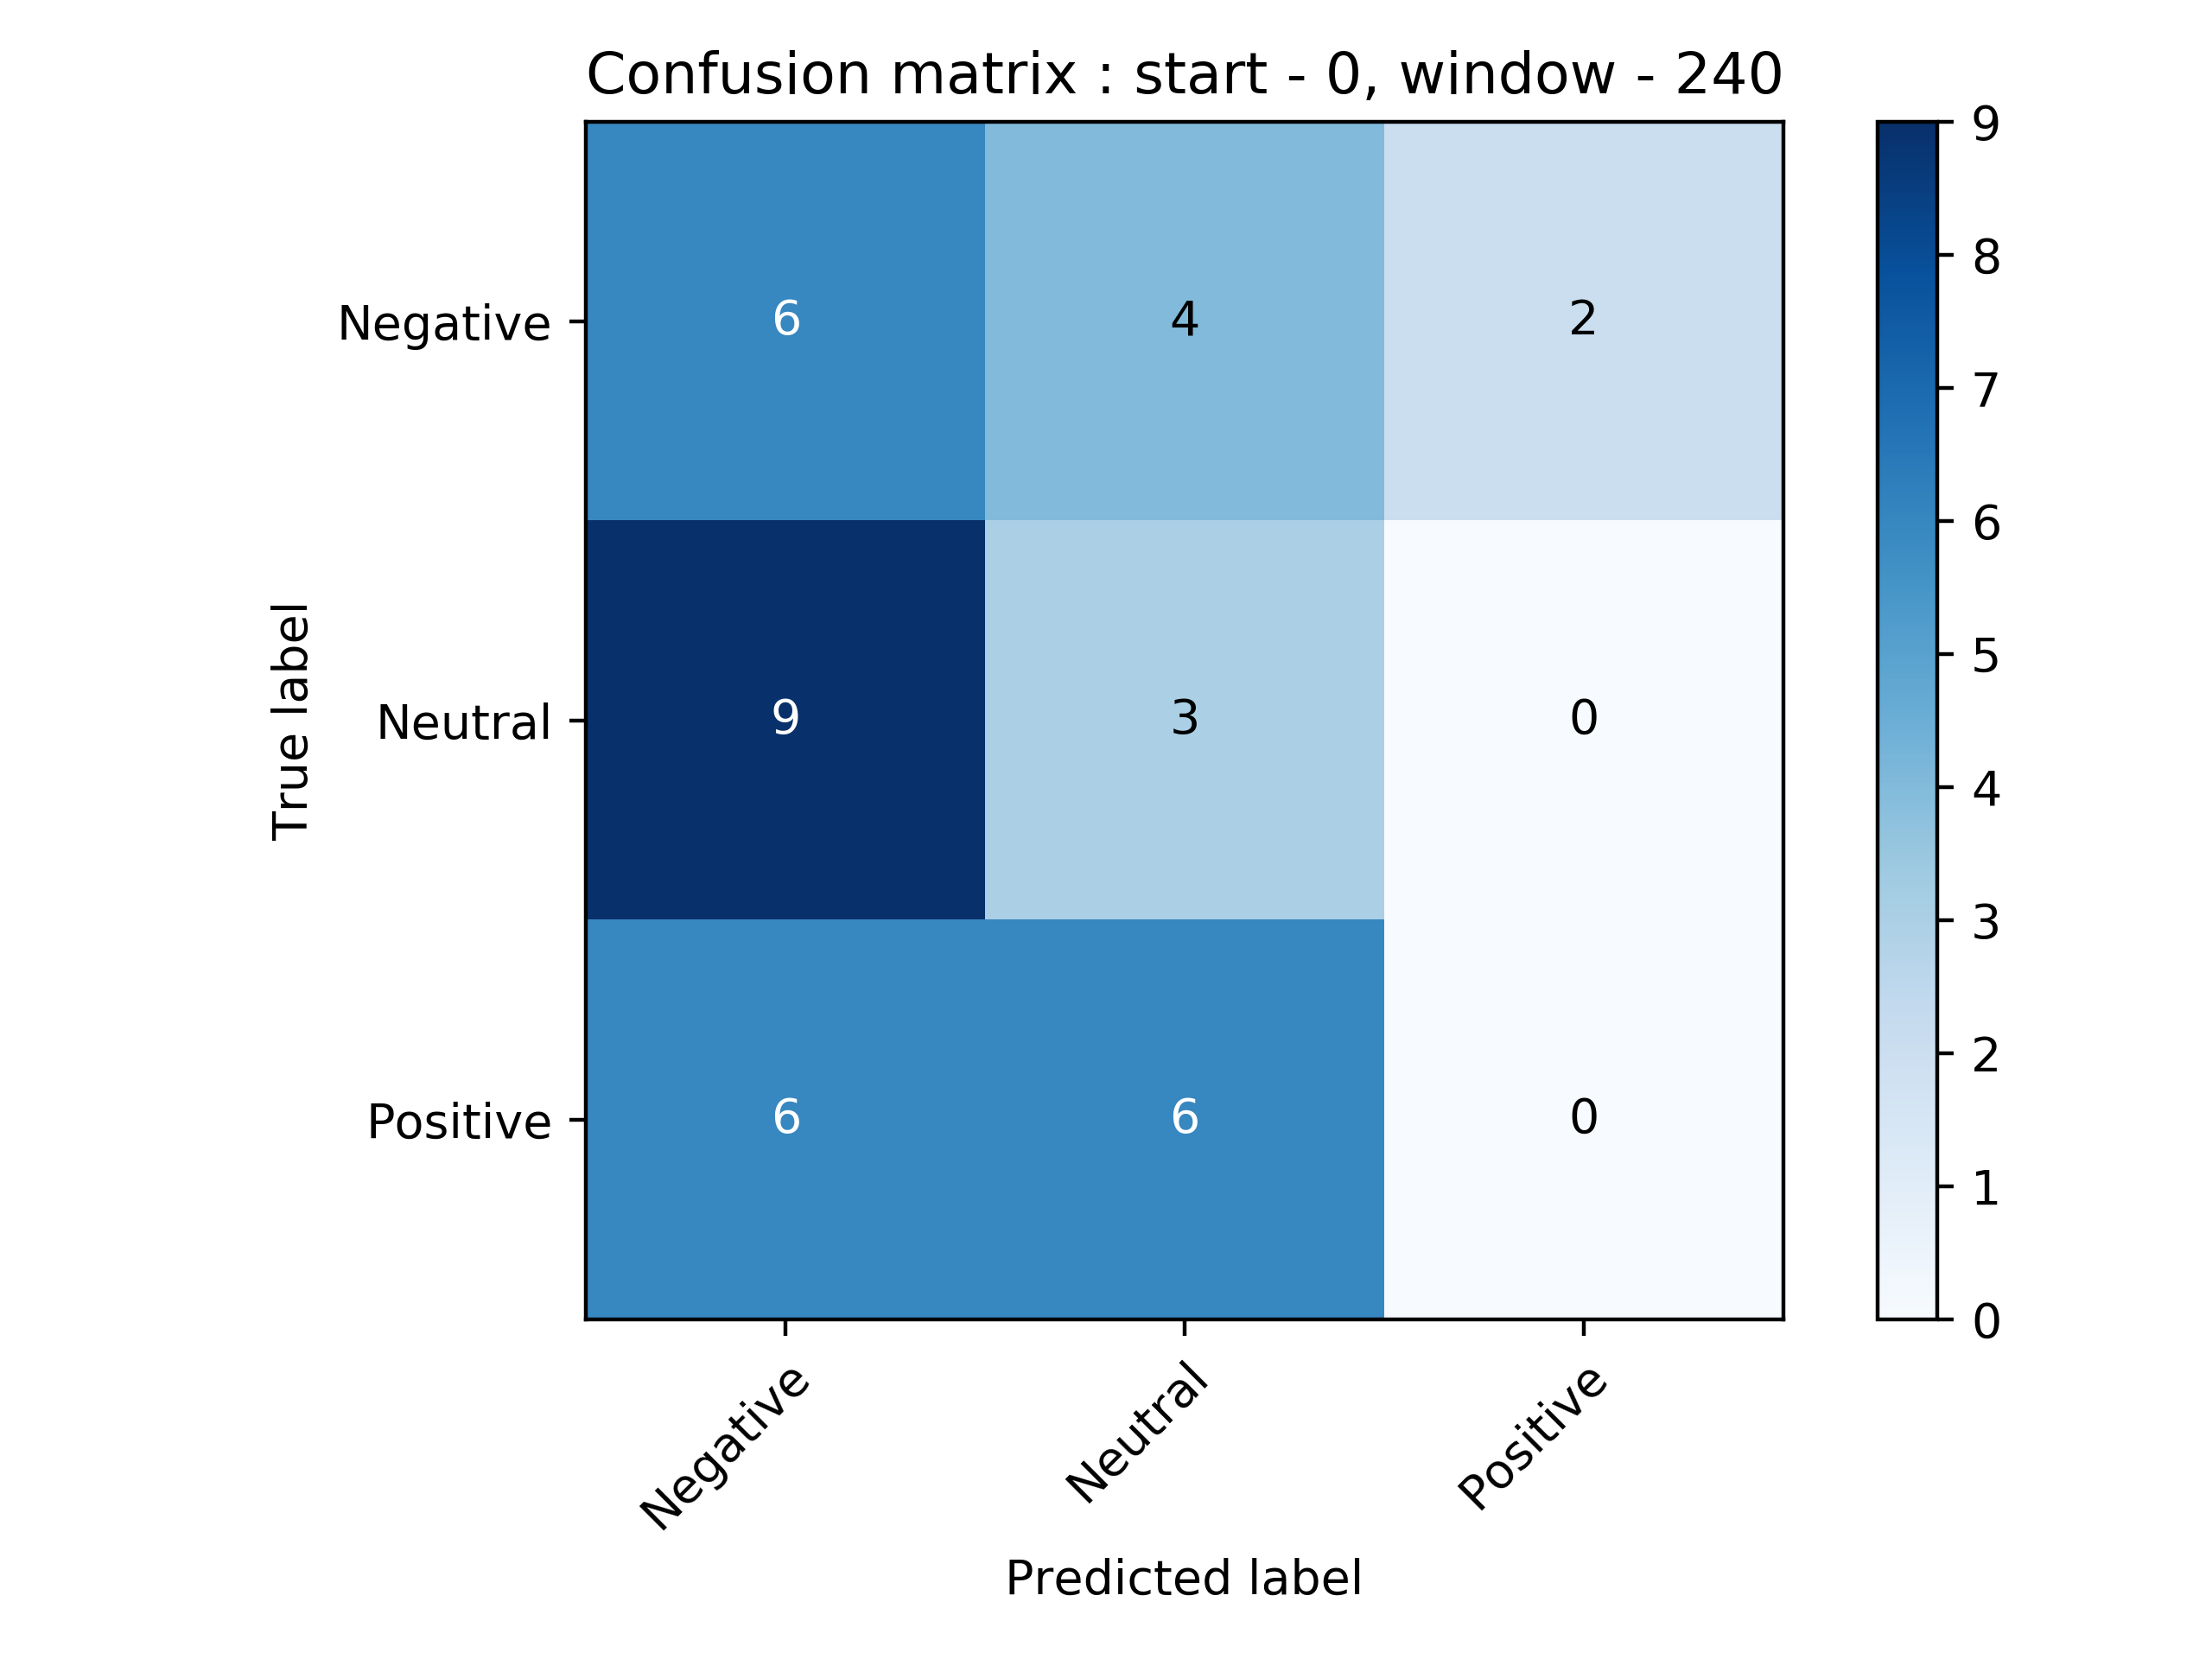 Confusion matrix : start - 0, window - 240
Negative 6 4 2
Neutral 9 3 0
Positive 6 6 0
True label
Negative Neutral Positive
Predicted label
9
8
7
6
5
4
3
2
1
0